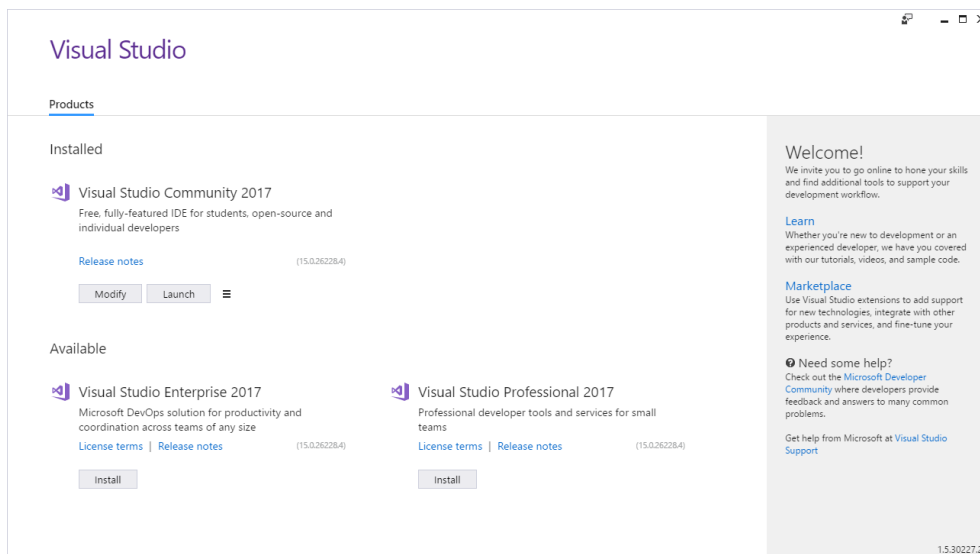 Visual Studio
Products
Installed
Visual Studio Community 2017
Free, fully-featured IDE for students, open-source and
individual developers
Release notes (15.0.26228.4)
Modify Launch
Available
Visual Studio Enterprise 2017
Microsoft DevOps solution for productivity and
coordination across teams of any size
License terms | Release notes (15.0.26228.4)
Install
Visual Studio Professional 2017
Professional developer tools and services for small
teams
License terms | Release notes (15.0.26228.4)
Install
Welcome!
We invite you to go online to hone your skills
and find additional tools to support your
development workflow.
Learn
Whether you're new to development or an
experienced developer, we have you covered
with our tutorials, videos, and sample code.
Marketplace
Use Visual Studio extensions to add support
for new technologies, integrate with other
products and services, and fine-tune your
experience.
Need some help?
Check out the Microsoft Developer
Community where developers provide
feedback and answers to many common
problems.
Get help from Microsoft at Visual Studio
Support